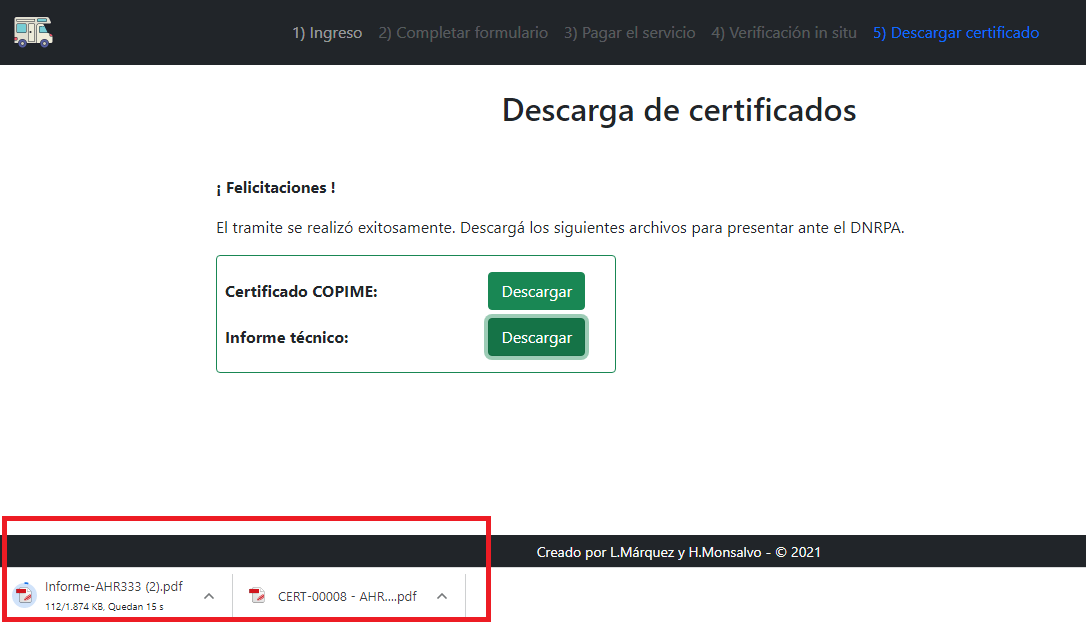 1) Ingreso 2) Completar formulario 3) Pagar el servicio 4) Verificación in situ 5) Descargar certificado
Descarga de certificados
¡ Felicitaciones !
El tramite se realizó exitosamente. Descargá los siguientes archivos para presentar ante el DNRPA.
Certificado COPIME: Descargar
Informe técnico: Descargar
Creado por L.Márquez y H.Monsalvo - © 2021
Informe-AHR333 (2).pdf
112/1.874 KB, Quedan 15 s
CERT-00008 - AHR....pdf